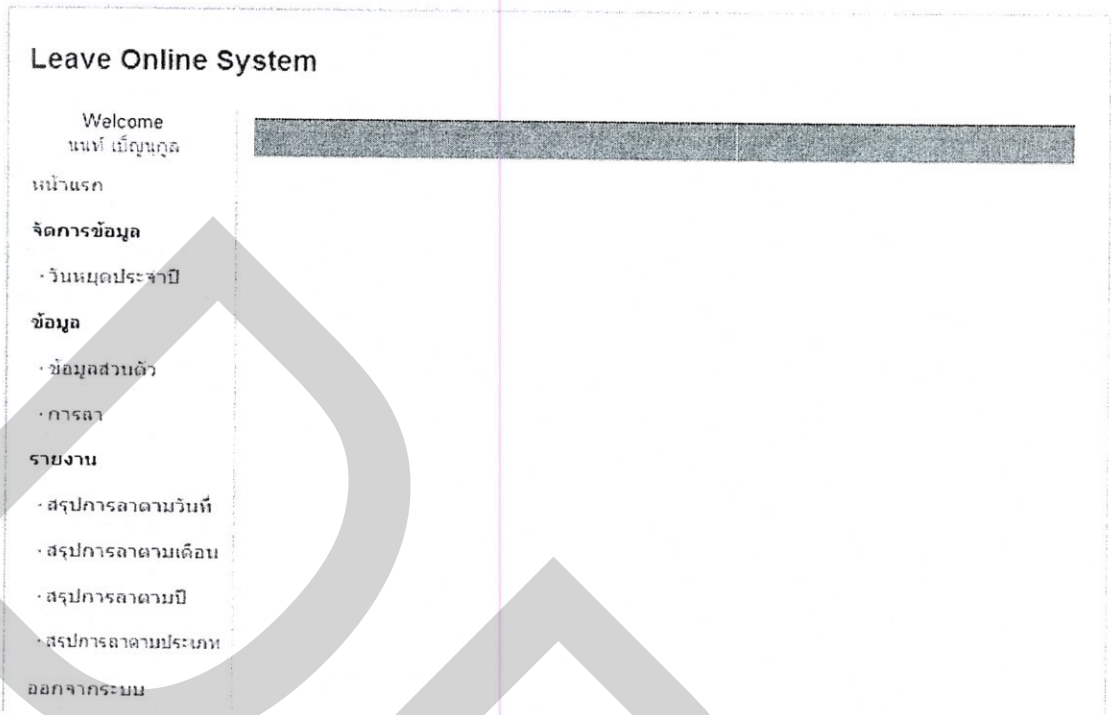 Leave Online System
Welcome
นนท์ เบ็ญนุกูล
หน้าแรก
จัดการข้อมูล
· วันหยุดประจำปี
ข้อมูล
· ข้อมูลส่วนตัว
· การลา
รายงาน
· สรุปการลาตามวันที่
· สรุปการลาตามเดือน
· สรุปการลาตามปี
· สรุปการลาตามประเภท
ออกจากระบบ